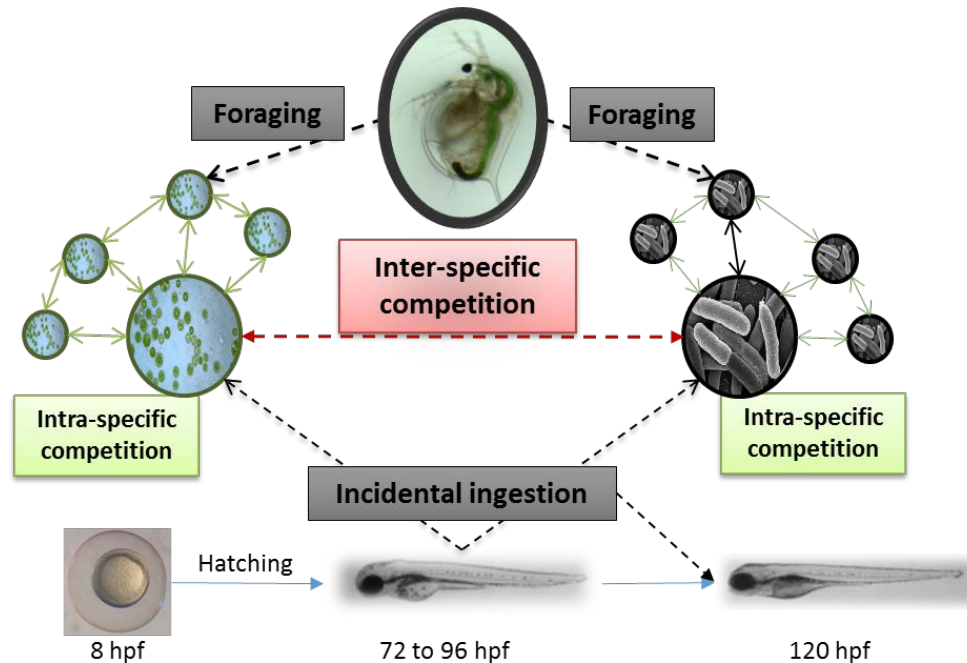 Foraging
Foraging
Inter-specific
competition
Intra-specific
competition
Intra-specific
competition
Incidental ingestion
Hatching
8 hpf
72 to 96 hpf
120 hpf